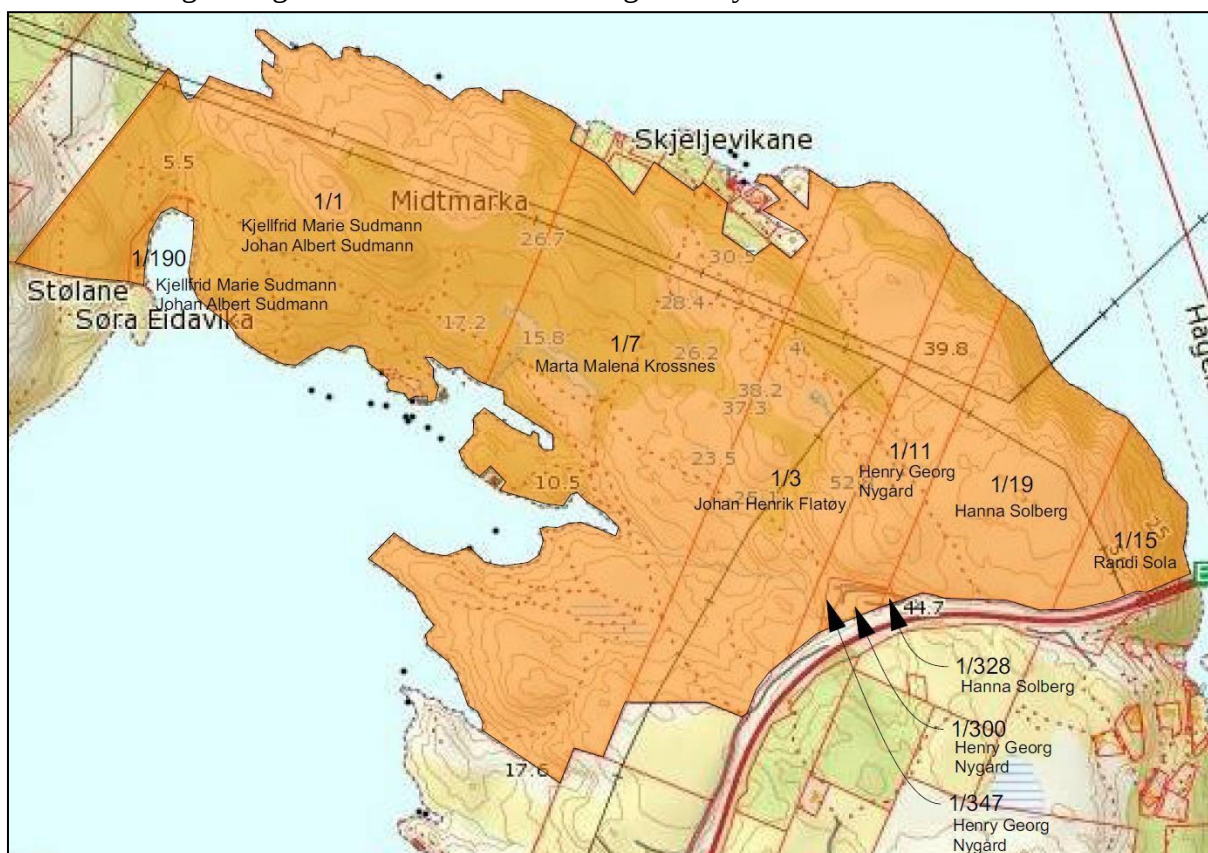 Skjeljevikane
5.5
1/1
Kjellfrid Marie Sudmann
Johan Albert Sudmann
Midtmarka
26.7
30.5
1/190
Kjellfrid Marie Sudmann
Johan Albert Sudmann
Stølane
Søra Eidavika
28.4
17.2
15.8
1/7
Marta Malena Krossnes
26.2
39.8
38.2
37.3
23.5
10.5
1/3
Johan Henrik Flatøy
1/11
Henry Georg
Nygård
1/19
Hanna Solberg
1/15
Randi Sola
44.7
1/328
Hanna Solberg
1/300
Henry Georg
Nygård
1/347
Henry Georg
Nygård
17.6